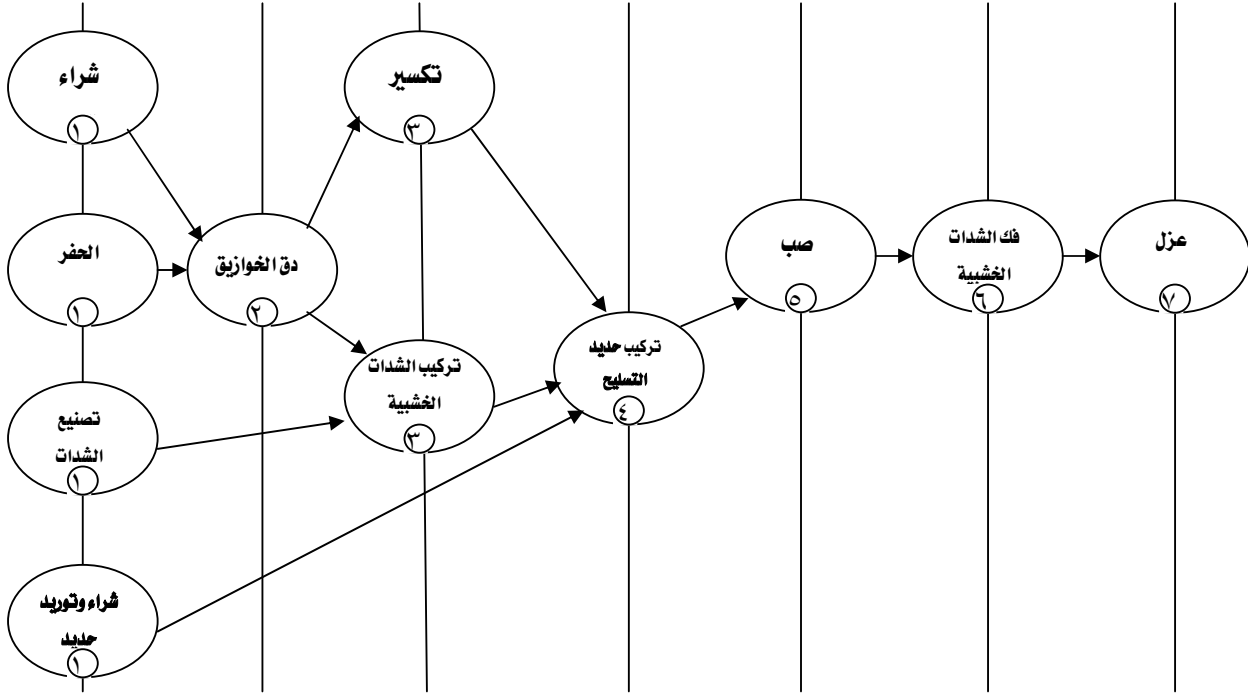 شراء
١
الحفر
١
تصنيع
الشدات
١
شراء وتوريد
حديد
١
دق الخوازيق
٢
تكسير
٣
تركيب الشدات
الخشبية
٣
تركيب حديد
التسليح
٤
صب
٥
فك الشدات
الخشبية
٦
عزل
٧